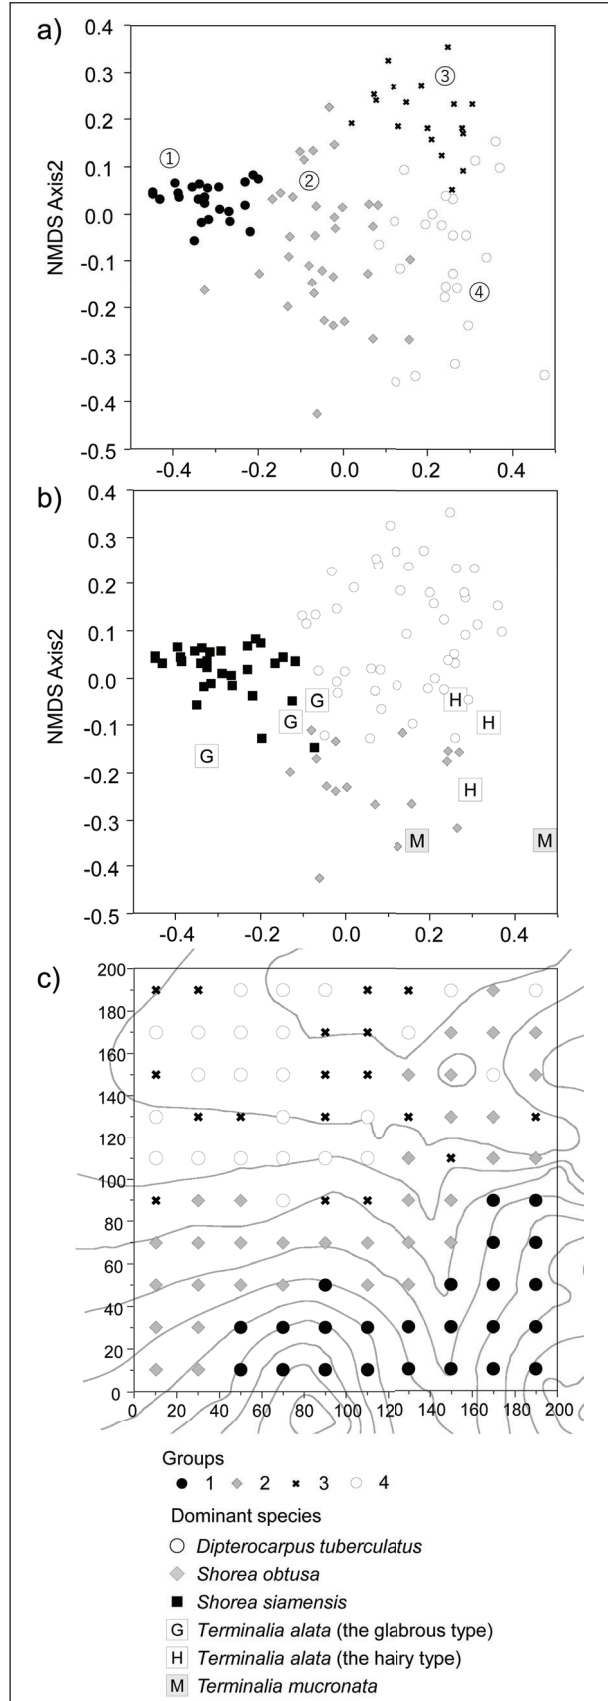 a)
0.4
0.3
0.2
0.1
0.0
-0.1
-0.2
-0.3
-0.4
-0.5
NMDS Axis2
① ② ③ ④
-0.4 -0.2 0.0 0.2 0.4
b)
0.4
0.3
0.2
0.1
0.0
-0.1
-0.2
-0.3
-0.4
-0.5
NMDS Axis2
G G G H H H M M
-0.4 -0.2 0.0 0.2 0.4
c)
200
180
160
140
120
100
80
60
40
20
0
0 20 40 60 80 100 120 140 160 180 200
Groups
1 2 3 4
Dominant species
Dipterocarpus tuberculatus
Shorea obtusa
Shorea siamensis
G Terminalia alata (the glabrous type)
H Terminalia alata (the hairy type)
M Terminalia mucronata